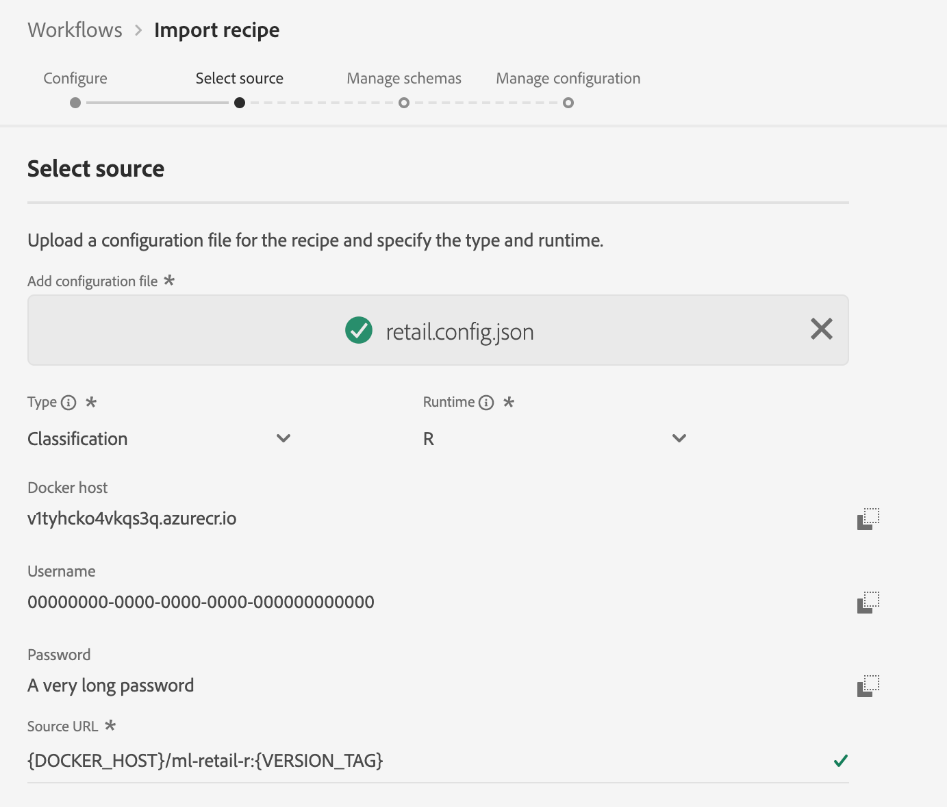 Workflows > Import recipe
Configure Select source Manage schemas Manage configuration
Select source
Upload a configuration file for the recipe and specify the type and runtime.
Add configuration file *
retail.config.json
Type * Runtime *
Classification R
Docker host
v1tyhcko4vkqs3q.azurecr.io
Username
00000000-0000-0000-0000-000000000000
Password
A very long password
Source URL *
{DOCKER_HOST}/ml-retail-r:{VERSION_TAG}